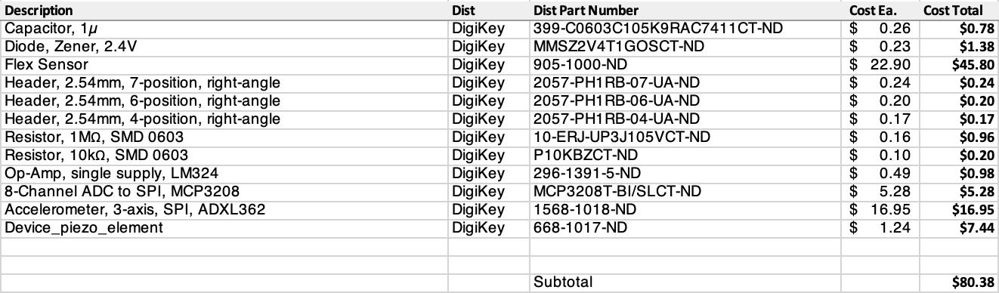 Description Dist Dist Part Number Cost Ea. Cost Total
Capacitor, 1µ DigiKey 399-C0603C105K9RAC7411CT-ND $ 0.26 $0.78
Diode, Zener, 2.4V DigiKey MMSZ2V4T1GOSCT-ND $ 0.23 $1.38
Flex Sensor DigiKey 905-1000-ND $ 22.90 $45.80
Header, 2.54mm, 7-position, right-angle DigiKey 2057-PH1RB-07-UA-ND $ 0.24 $0.24
Header, 2.54mm, 6-position, right-angle DigiKey 2057-PH1RB-06-UA-ND $ 0.20 $0.20
Header, 2.54mm, 4-position, right-angle DigiKey 2057-PH1RB-04-UA-ND $ 0.17 $0.17
Resistor, 1MΩ, SMD 0603 DigiKey 10-ERJ-UP3J105VCT-ND $ 0.16 $0.96
Resistor, 10kΩ, SMD 0603 DigiKey P10KBZCT-ND $ 0.10 $0.20
Op-Amp, single supply, LM324 DigiKey 296-1391-5-ND $ 0.49 $0.98
8-Channel ADC to SPI, MCP3208 DigiKey MCP3208T-BI/SLCT-ND $ 5.28 $5.28
Accelerometer, 3-axis, SPI, ADXL362 DigiKey 1568-1018-ND $ 16.95 $16.95
Device_piezo_element DigiKey 668-1017-ND $ 1.24 $7.44
Subtotal $80.38